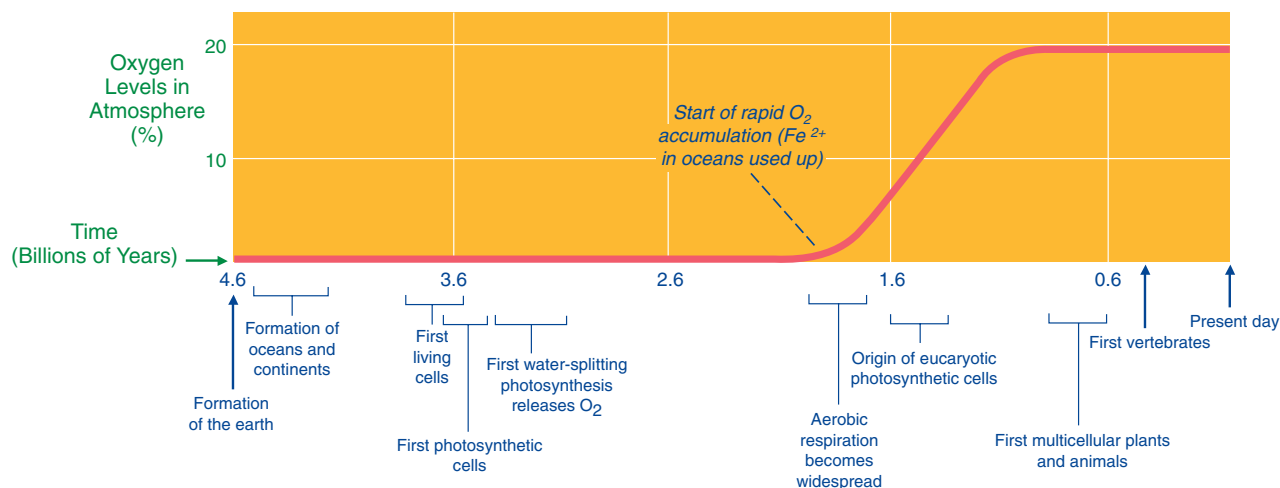 20
Oxygen
Levels in
Atmosphere
(%)
10
Start of rapid O2
accumulation (Fe 2+
in oceans used up)
Time
(Billions of Years)
4.6
3.6
2.6
1.6
0.6
Formation
of the earth
Formation of
oceans and
continents
First
living
cells
First photosynthetic
cells
First water-splitting
photosynthesis
releases O2
Aerobic
respiration
becomes
widespread
Origin of eucaryotic
photosynthetic cells
First multicellular plants
and animals
First vertebrates
Present day